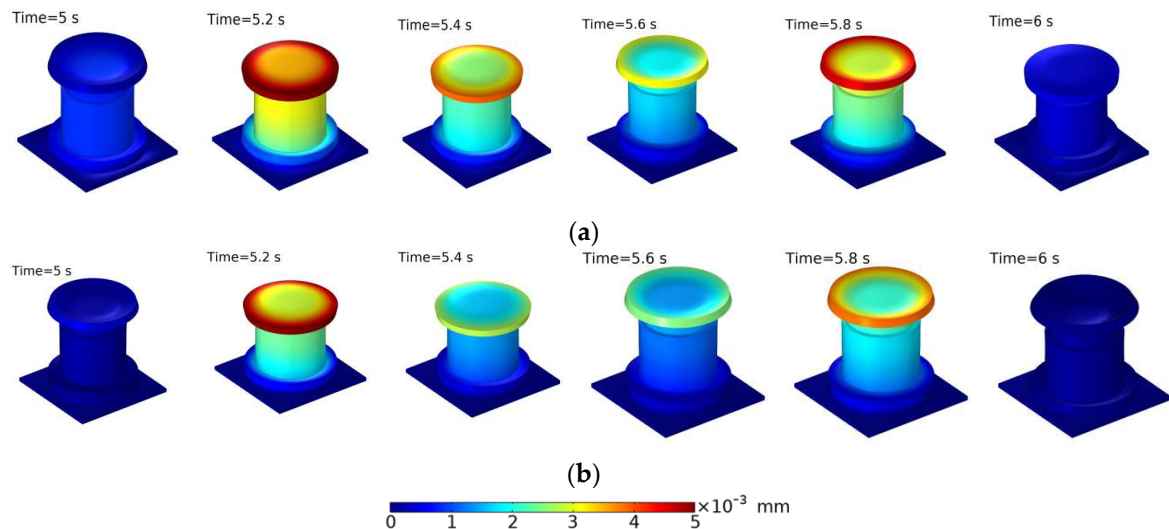 Time=5 s Time=5.2 s Time=5.4 s Time=5.6 s Time=5.8 s Time=6 s
(a)
Time=5 s Time=5.2 s Time=5.4 s Time=5.6 s Time=5.8 s Time=6 s
(b)
0 1 2 3 4 5 ×10⁻³ mm